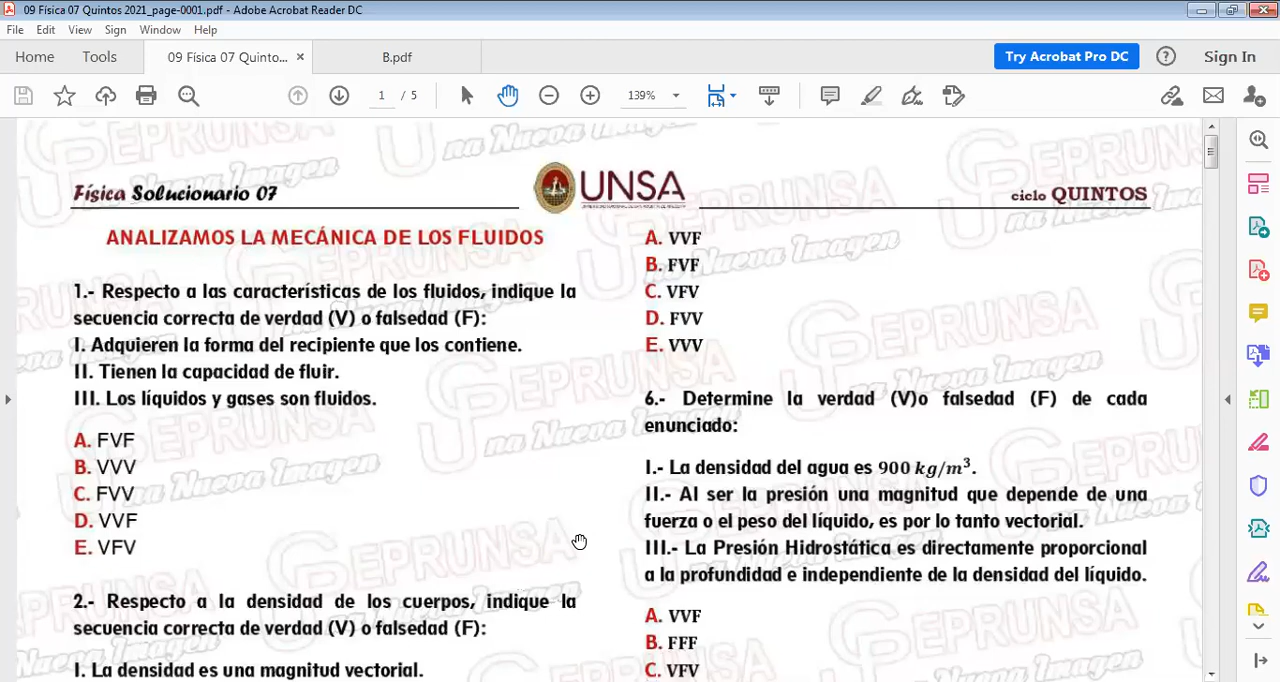 09 Física 07 Quintos 2021_page-0001.pdf - Adobe Acrobat Reader DC
File Edit View Sign Window Help
Home Tools 09 Física 07 Quinto... × B.pdf Try Acrobat Pro DC ? Sign In
1 / 5 139%
Física Solucionario 07
UNSA
ciclo QUINTOS
ANALIZAMOS LA MECÁNICA DE LOS FLUIDOS
1.- Respecto a las características de los fluidos, indique la
secuencia correcta de verdad (V) o falsedad (F):
I. Adquieren la forma del recipiente que los contiene.
II. Tienen la capacidad de fluir.
III. Los líquidos y gases son fluidos.
A. FVF
B. VVV
C. FVV
D. VVF
E. VFV
2.- Respecto a la densidad de los cuerpos, indique la
secuencia correcta de verdad (V) o falsedad (F):
I. La densidad es una magnitud vectorial.
A. VVF
B. FVF
C. VFV
D. FVV
E. VVV
6.- Determine la verdad (V)o falsedad (F) de cada
enunciado:
I.- La densidad del agua es 900 kg/m³.
II.- Al ser la presión una magnitud que depende de una
fuerza o el peso del líquido, es por lo tanto vectorial.
III.- La Presión Hidrostática es directamente proporcional
a la profundidad e independiente de la densidad del líquido.
A. VVF
B. FFF
C. VFV
CEPRUNSA
Una Nueva Imagen